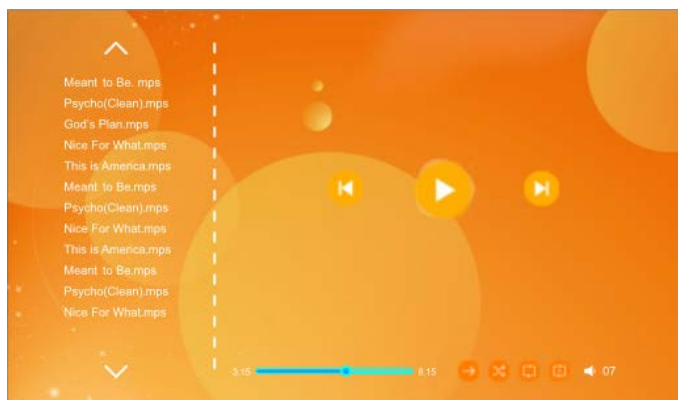 Meant to Be. mps
Psycho(Clean).mps
God's Plan.mps
Nice For What.mps
This is America.mps
Meant to Be.mps
Psycho(Clean).mps
Nice For What.mps
This is America.mps
Meant to Be.mps
Psycho(Clean).mps
Nice For What.mps
3:15 8:15 07